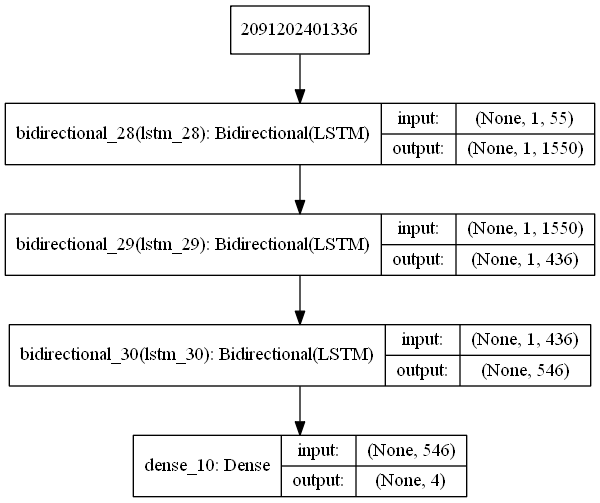 2091202401336
bidirectional_28(lstm_28): Bidirectional(LSTM)
input: (None, 1, 55)
output: (None, 1, 1550)
bidirectional_29(lstm_29): Bidirectional(LSTM)
input: (None, 1, 1550)
output: (None, 1, 436)
bidirectional_30(lstm_30): Bidirectional(LSTM)
input: (None, 1, 436)
output: (None, 546)
dense_10: Dense
input: (None, 546)
output: (None, 4)